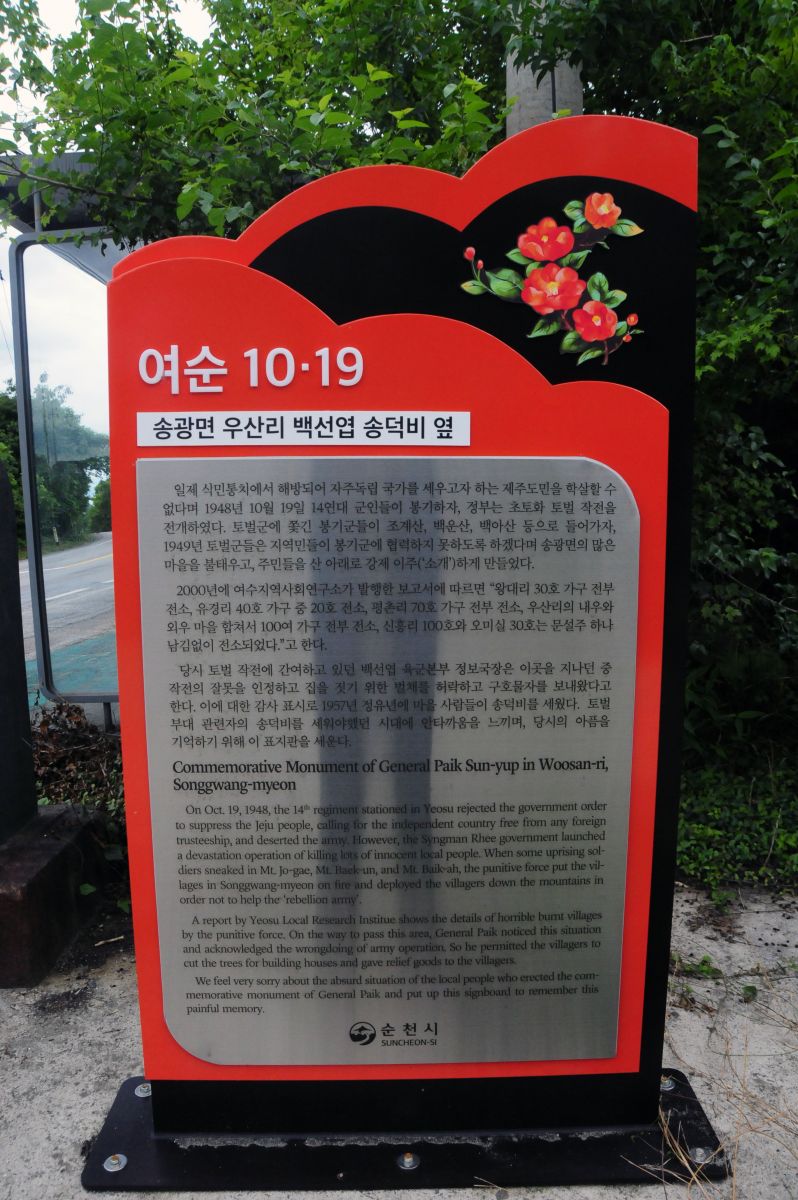 여순 10·19
송광면 우산리 백선엽 송덕비 옆
일제 식민통치에서 해방되어 자주독립 국가를 세우고자 하는 제주도민을 학살할 수
없다며 1948년 10월 19일 14연대 군인들이 봉기하자, 정부는 초토화 토벌 작전을
전개하였다. 토벌군에 쫓긴 봉기군들이 조계산, 백운산, 백아산 등으로 들어가자,
1949년 토벌군들은 지역민들이 봉기군에 협력하지 못하도록 하겠다며 송광면의 많은
마을을 불태우고, 주민들을 산 아래로 강제 이주('소개')하게 만들었다.
2000년에 여수지역사회연구소가 발행한 보고서에 따르면 "왕대리 30호 가구 전부
전소, 유경리 40호 가구 중 20호 전소, 평촌리 70호 가구 전부 전소, 우산리의 내우와
외우 마을 합쳐서 100여 가구 전부 전소, 신흥리 100호와 오미실 30호는 문설주 하나
남김없이 전소되었다."고 한다.
당시 토벌 작전에 간여하고 있던 백선엽 육군본부 정보국장은 이곳을 지나던 중
작전의 잘못을 인정하고 집을 짓기 위한 벌채를 허락하고 구호물자를 보내왔다고
한다. 이에 대한 감사 표시로 1957년 정유년에 마을 사람들이 송덕비를 세웠다. 토벌
부대 관련자의 송덕비를 세워야했던 시대에 안타까움을 느끼며, 당시의 아픔을
기억하기 위해 이 표지판을 세운다.
Commemorative Monument of General Paik Sun-yup in Woosan-ri,
Songgwang-myeon
On Oct. 19, 1948, the 14th regiment stationed in Yeosu rejected the government order
to suppress the Jeju people, calling for the independent country free from any foreign
trusteeship, and deserted the army. However, the Syngman Rhee government launched
a devastation operation of killing lots of innocent local people. When some uprising sol-
diers sneaked in Mt. Jo-gae, Mt. Baek-un, and Mt. Baik-ah, the punitive force put the vil-
lages in Songgwang-myeon on fire and deployed the villagers down the mountains in
order not to help the 'rebellion army'.
A report by Yeosu Local Research Institue shows the details of horrible burnt villages
by the punitive force. On the way to pass this area, General Paik noticed this situation
and acknowledged the wrongdoing of army operation. So he permitted the villagers to
cut the trees for building houses and gave relief goods to the villagers.
We feel very sorry about the absurd situation of the local people who erected the com-
memorative monument of General Paik and put up this signboard to remember this
painful memory.
순천시
SUNCHEON-SI